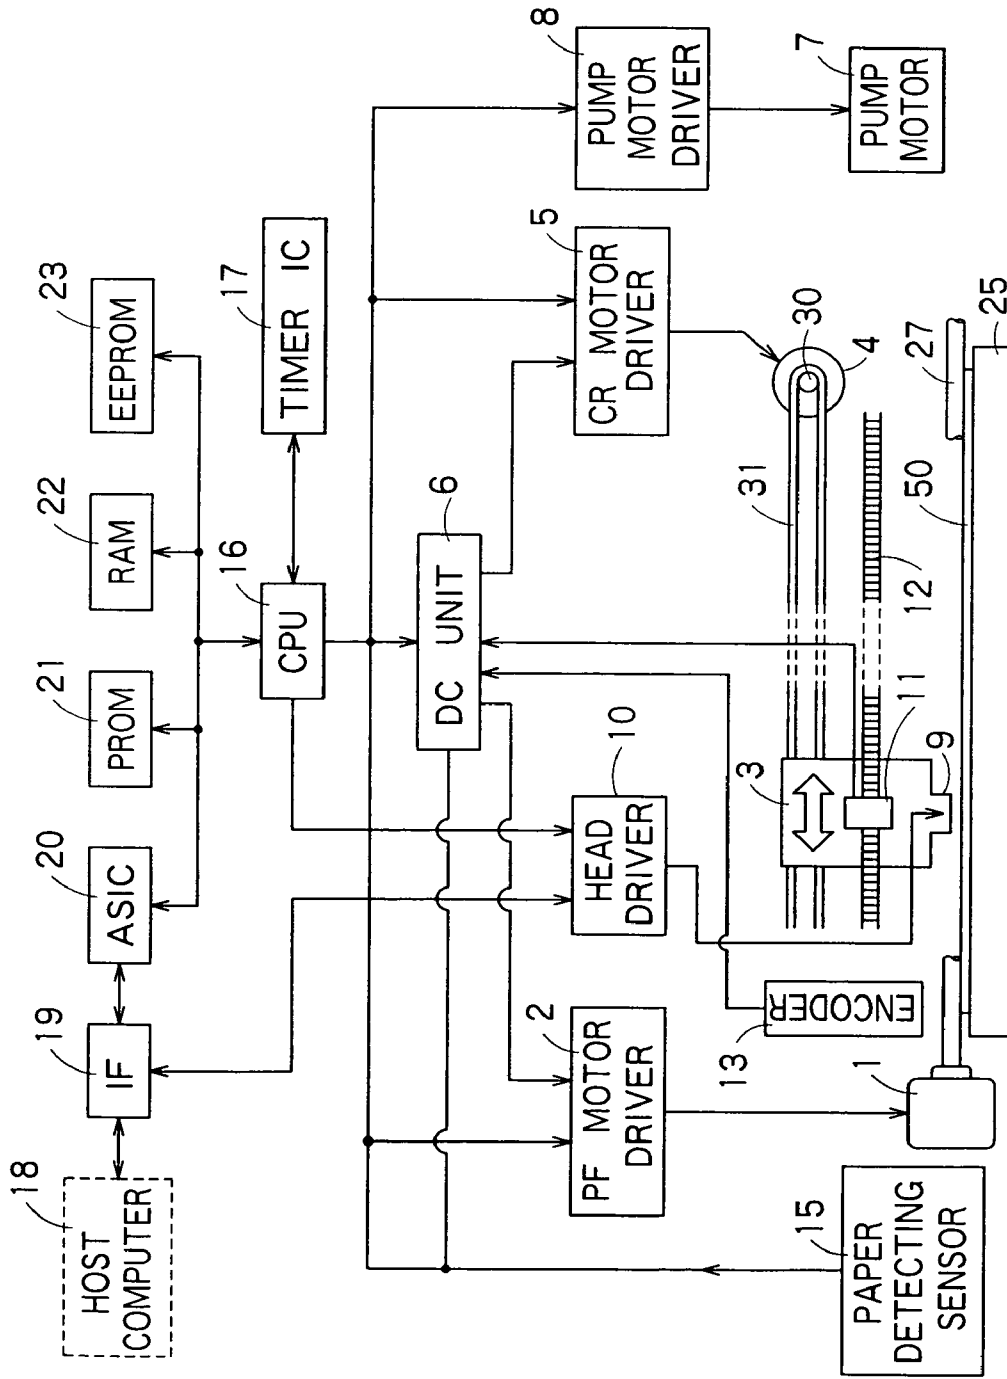 18
HOST
COMPUTER
19
IF
20
ASIC
21
PROM
22
RAM
23
EEPROM
16
CPU
17
TIMER IC
6
DC UNIT
2
PF MOTOR
DRIVER
10
HEAD
DRIVER
5
CR MOTOR
DRIVER
8
PUMP
MOTOR
DRIVER
7
PUMP
MOTOR
15
PAPER
DETECTING
SENSOR
13
ENCODER
1
3
11
9
12
31
30
4
27
50
25